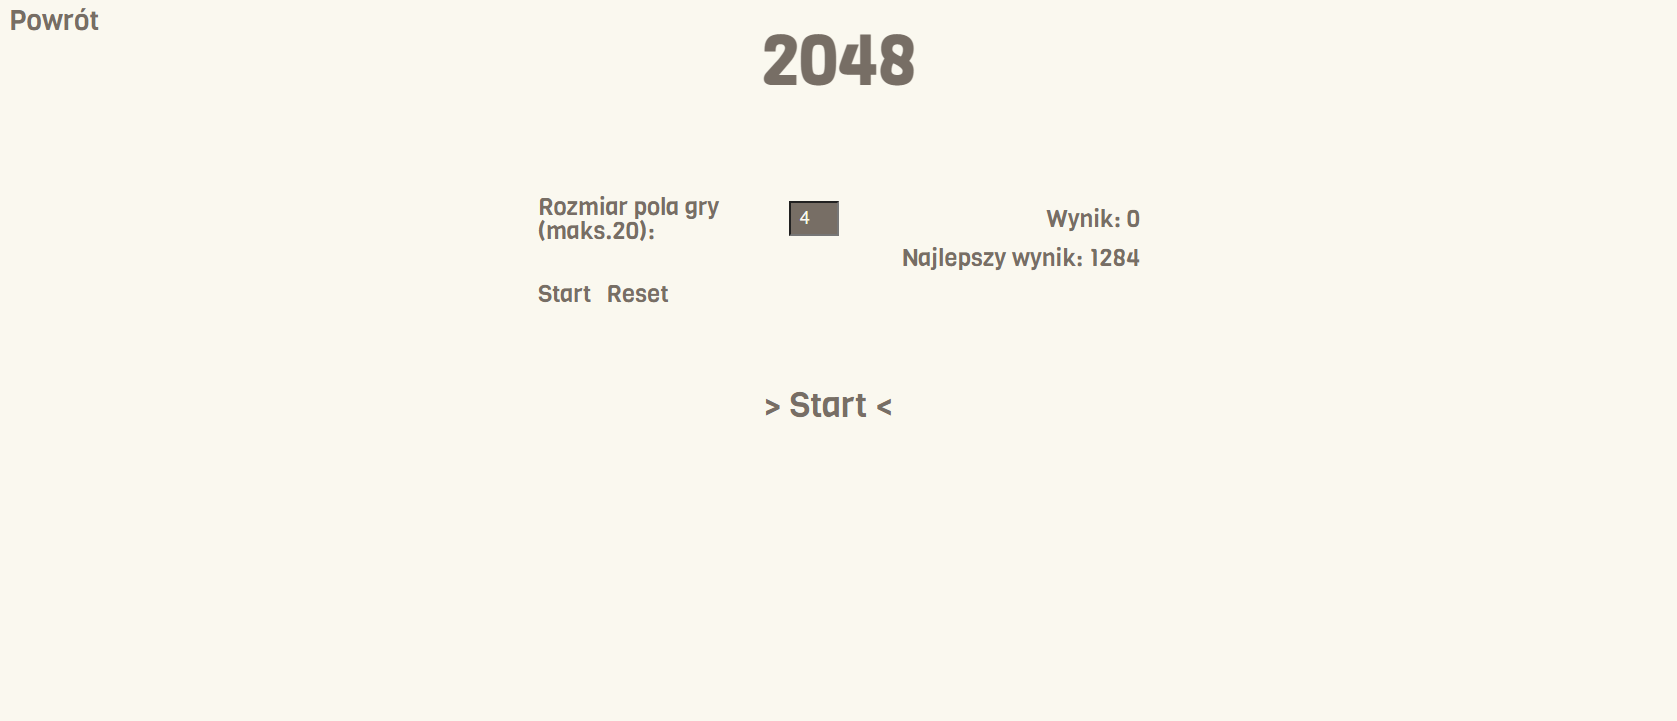 Powrót
2048
Rozmiar pola gry
(maks.20):
4
Wynik: 0
Najlepszy wynik: 1284
Start Reset
> Start <